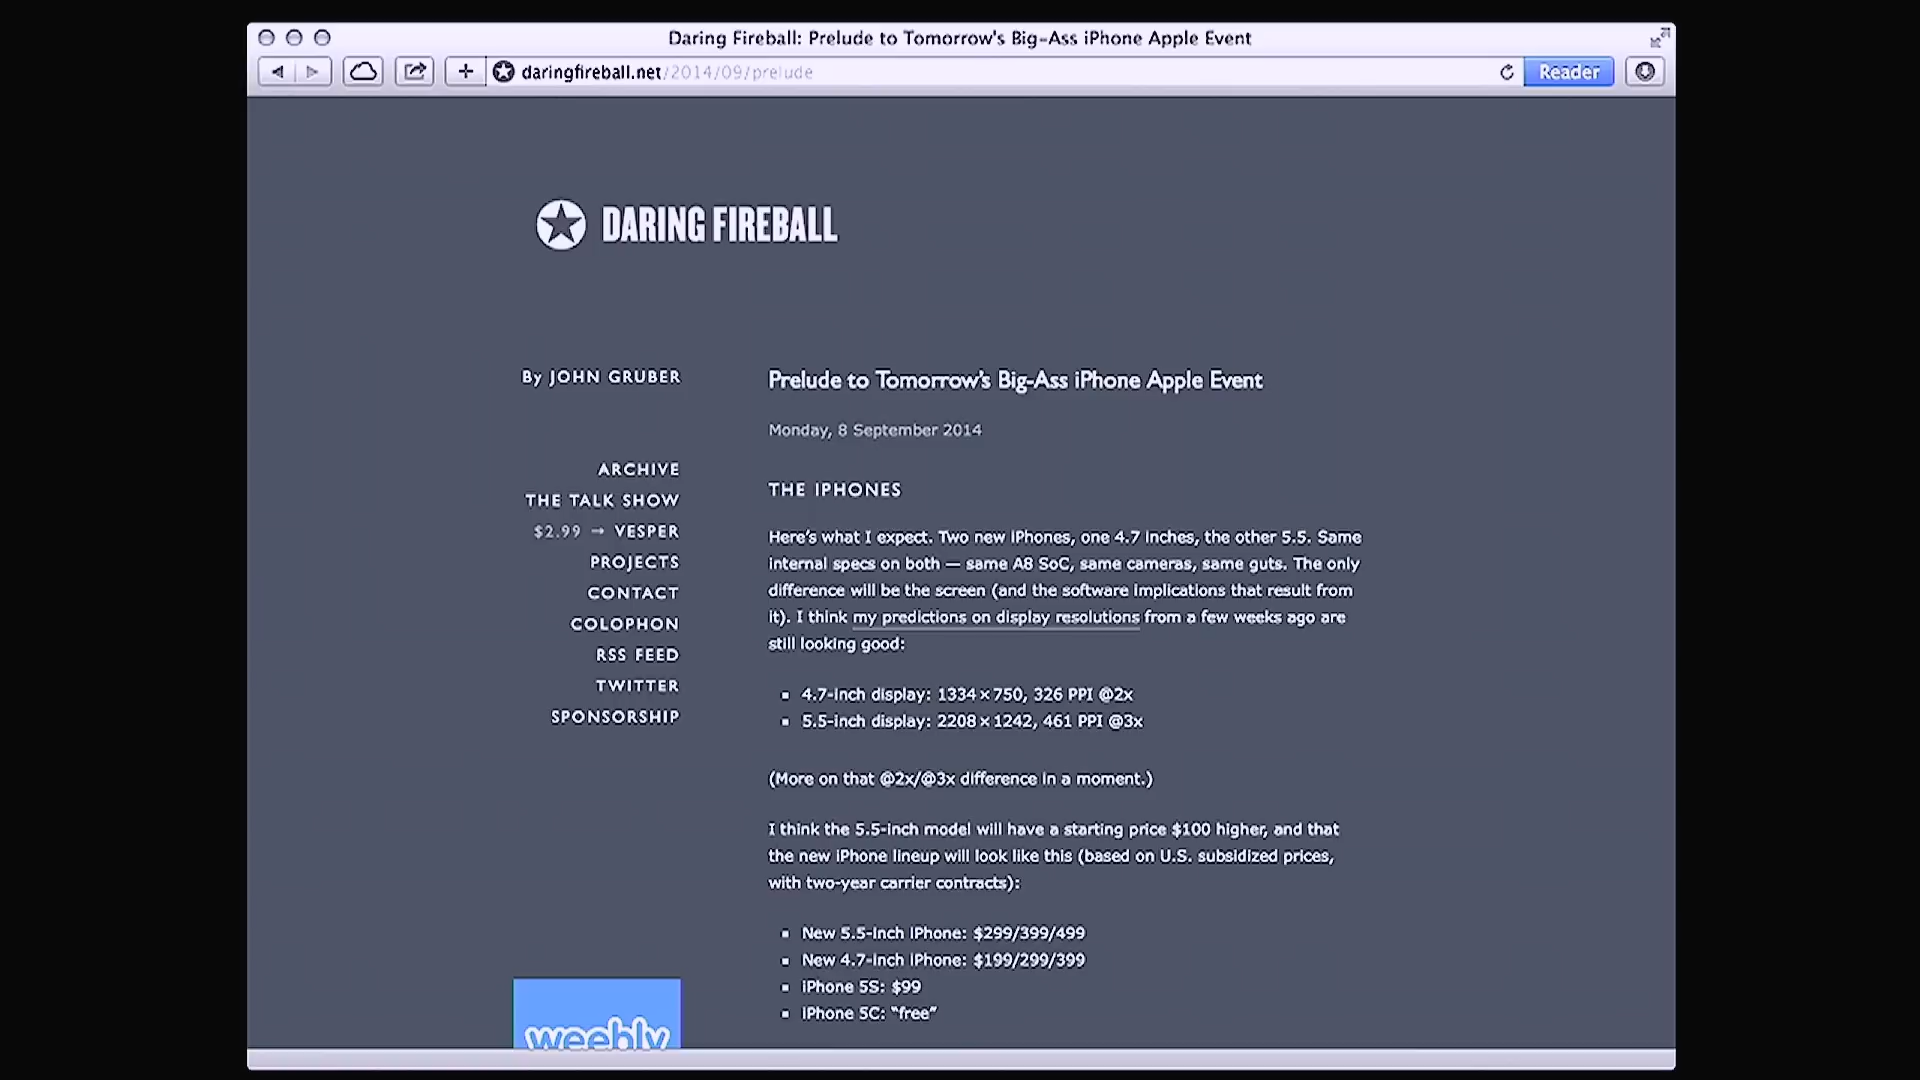 Daring Fireball: Prelude to Tomorrow's Big-Ass iPhone Apple Event
daringfireball.net/2014/09/prelude
Reader
DARING FIREBALL
By JOHN GRUBER
ARCHIVE
THE TALK SHOW
$2.99 → VESPER
PROJECTS
CONTACT
COLOPHON
RSS FEED
TWITTER
SPONSORSHIP
weebly
Prelude to Tomorrow's Big-Ass iPhone Apple Event
Monday, 8 September 2014
THE IPHONES
Here's what I expect. Two new iPhones, one 4.7 inches, the other 5.5. Same
internal specs on both — same A8 SoC, same cameras, same guts. The only
difference will be the screen (and the software implications that result from
it). I think my predictions on display resolutions from a few weeks ago are
still looking good:
▪ 4.7-inch display: 1334×750, 326 PPI @2x
▪ 5.5-inch display: 2208×1242, 461 PPI @3x
(More on that @2x/@3x difference in a moment.)
I think the 5.5-inch model will have a starting price $100 higher, and that
the new iPhone lineup will look like this (based on U.S. subsidized prices,
with two-year carrier contracts):
▪ New 5.5-inch iPhone: $299/399/499
▪ New 4.7-inch iPhone: $199/299/399
▪ iPhone 5S: $99
▪ iPhone 5C: “free”